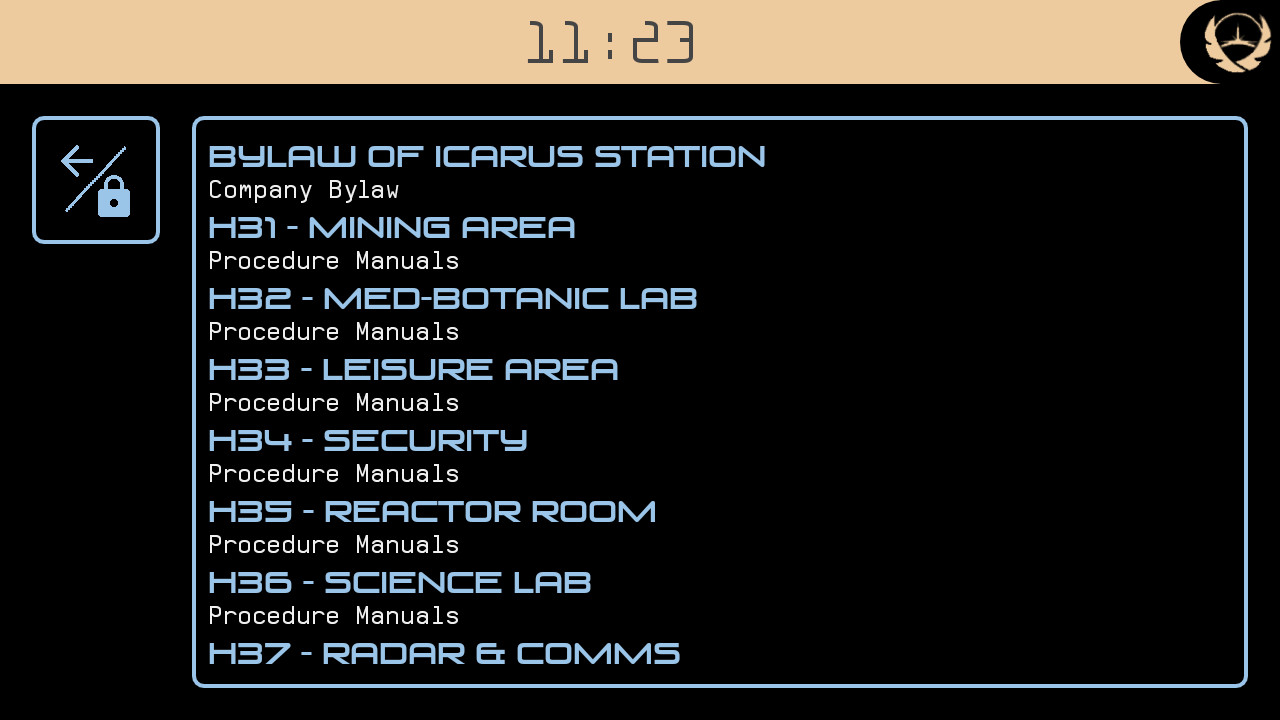 11:23
BYLAW OF ICARUS STATION
Company Bylaw
H31 - MINING AREA
Procedure Manuals
H32 - MED-BOTANIC LAB
Procedure Manuals
H33 - LEISURE AREA
Procedure Manuals
H34 - SECURITY
Procedure Manuals
H35 - REACTOR ROOM
Procedure Manuals
H36 - SCIENCE LAB
Procedure Manuals
H37 - RADAR & COMMS